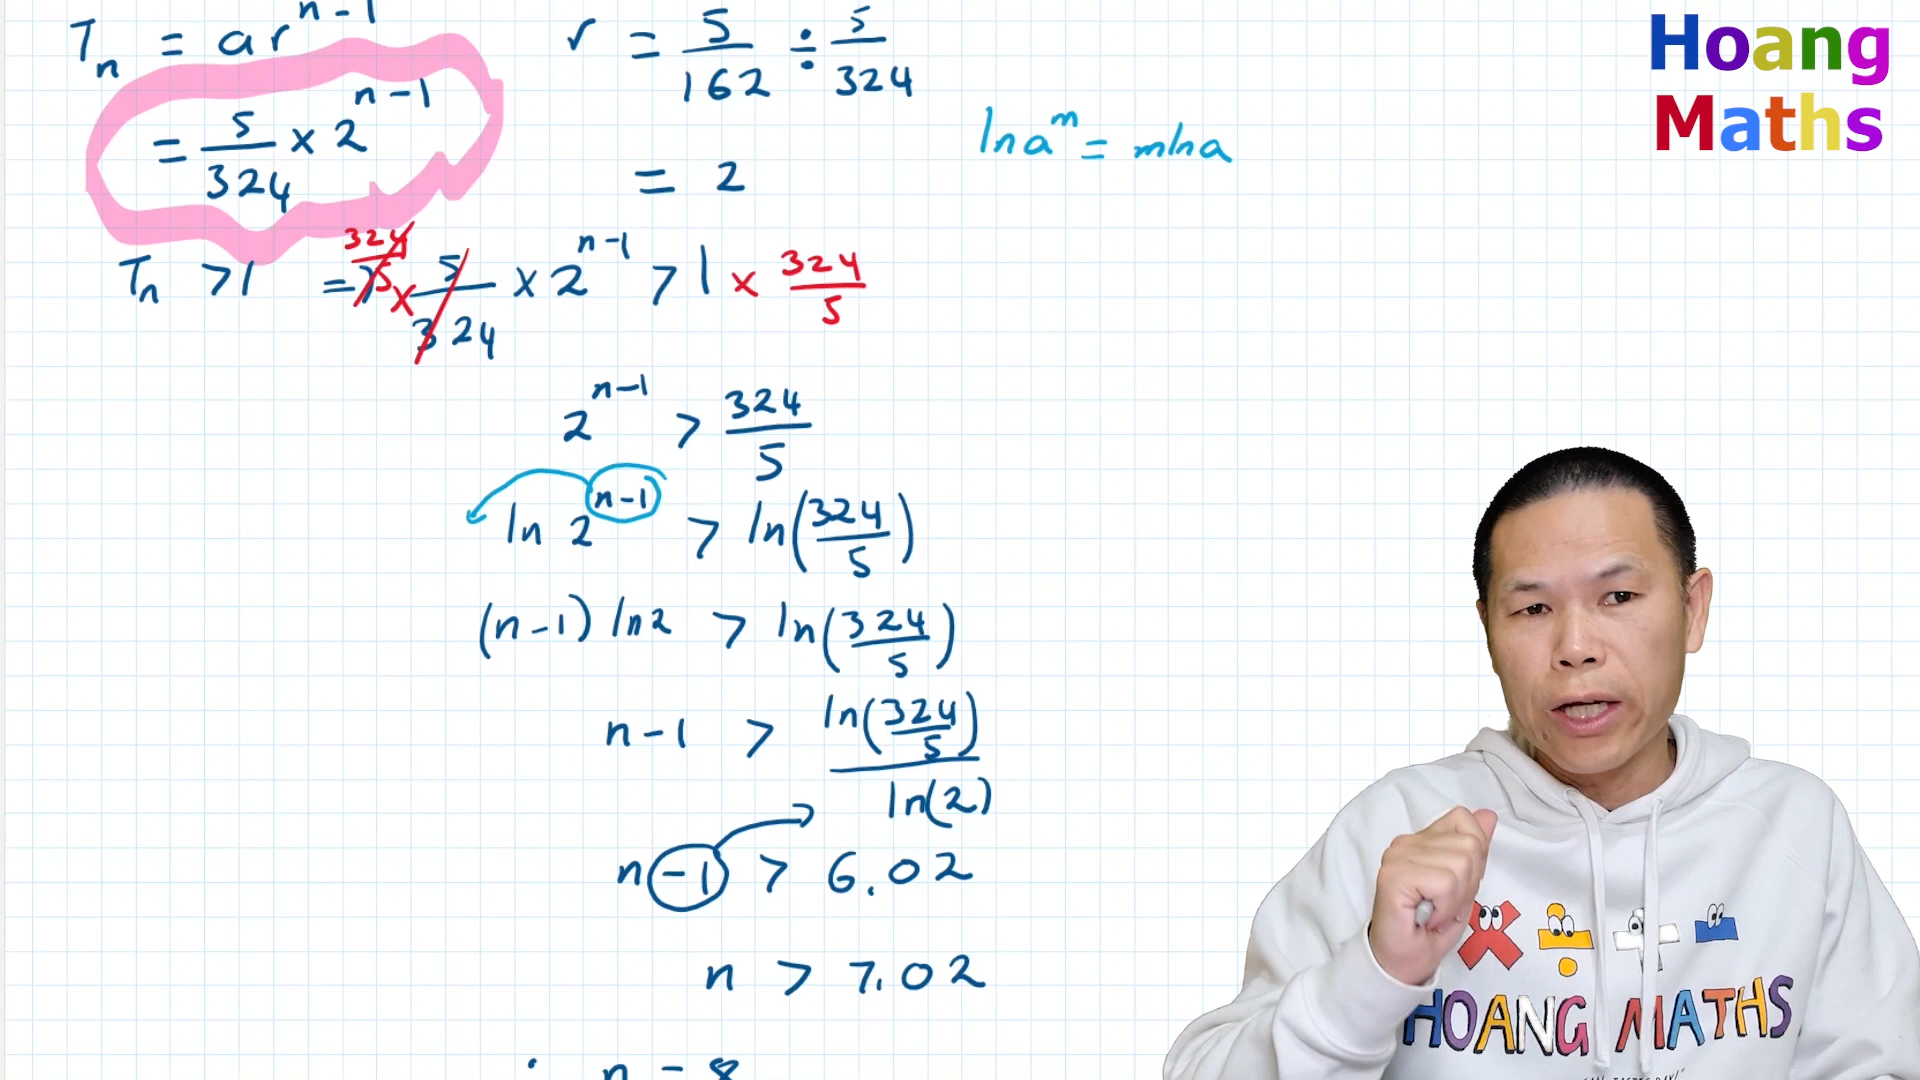 Tₙ = ar^(n-1)
r = 5/162 ÷ 5/324
Hoang
Maths
= 5/324 × 2^(n-1)
ln a^m = m ln a
= 2
Tₙ > 1 = 324/5 × 5/324 × 2^(n-1) > 1 × 324/5
2^(n-1) > 324/5
ln 2^(n-1) > ln(324/5)
(n-1) ln 2 > ln(324/5)
n-1 > ln(324/5)/ln(2)
n -1 > 6.02
n > 7.02
n = 8
HOANG MATHS